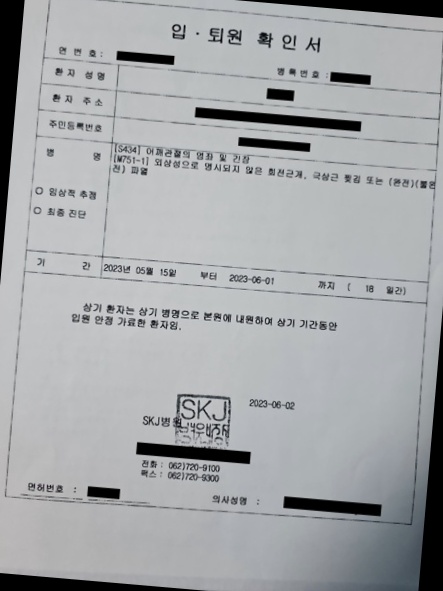 입 · 퇴원 확 인 서
연 번 호 :
병록번호 :
환 자 성 명
환 자 주 소
주민등록번호
병 명
[S434] 어깨관절의 염좌 및 긴장
[M751-1] 외상성으로 명시되지 않은 회전근개, 극상근 찢김 또는 (완전)(불완
전) 파열
○ 임상적 추정
○ 최종 진단
기 간 2023년 05월 15일 부터 2023-06-01 까지 ( 18 일간)
상기 환자는 상기 병명으로 본원에 내원하여 상기 기간동안
입원 안정 가료한 환자임.
2023-06-02
SKJ병원
SKJ
전화 : 062)720-9100
팩스 : 062)720-9300
면허번호 :
의사성명 :